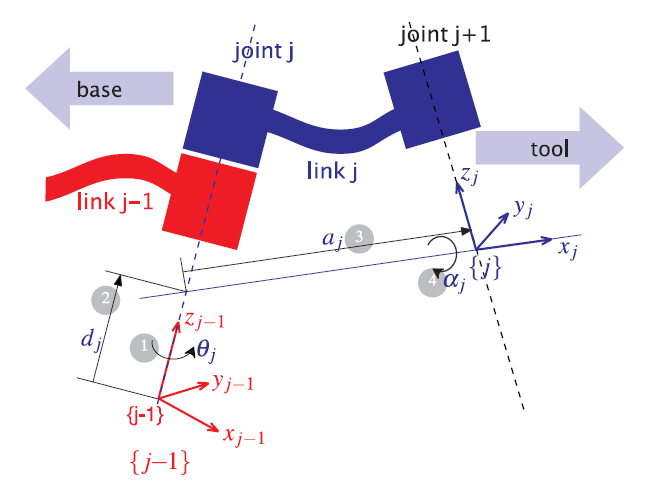 joint j
joint j+1
base
tool
link j
link j–1
z_j
y_j
a_j
3
x_j
{j}
α_j
4
2
z_{j−1}
d_j
1
θ_j
y_{j−1}
{j-1}
x_{j−1}
{j−1}